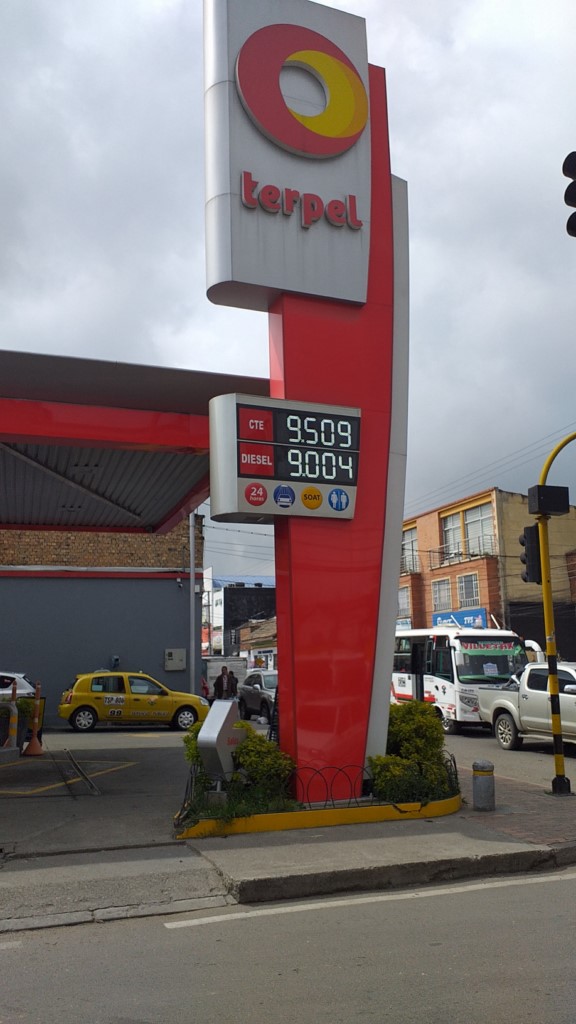 terpel
CTE 9.509
DIESEL 9.004
24
SOAT